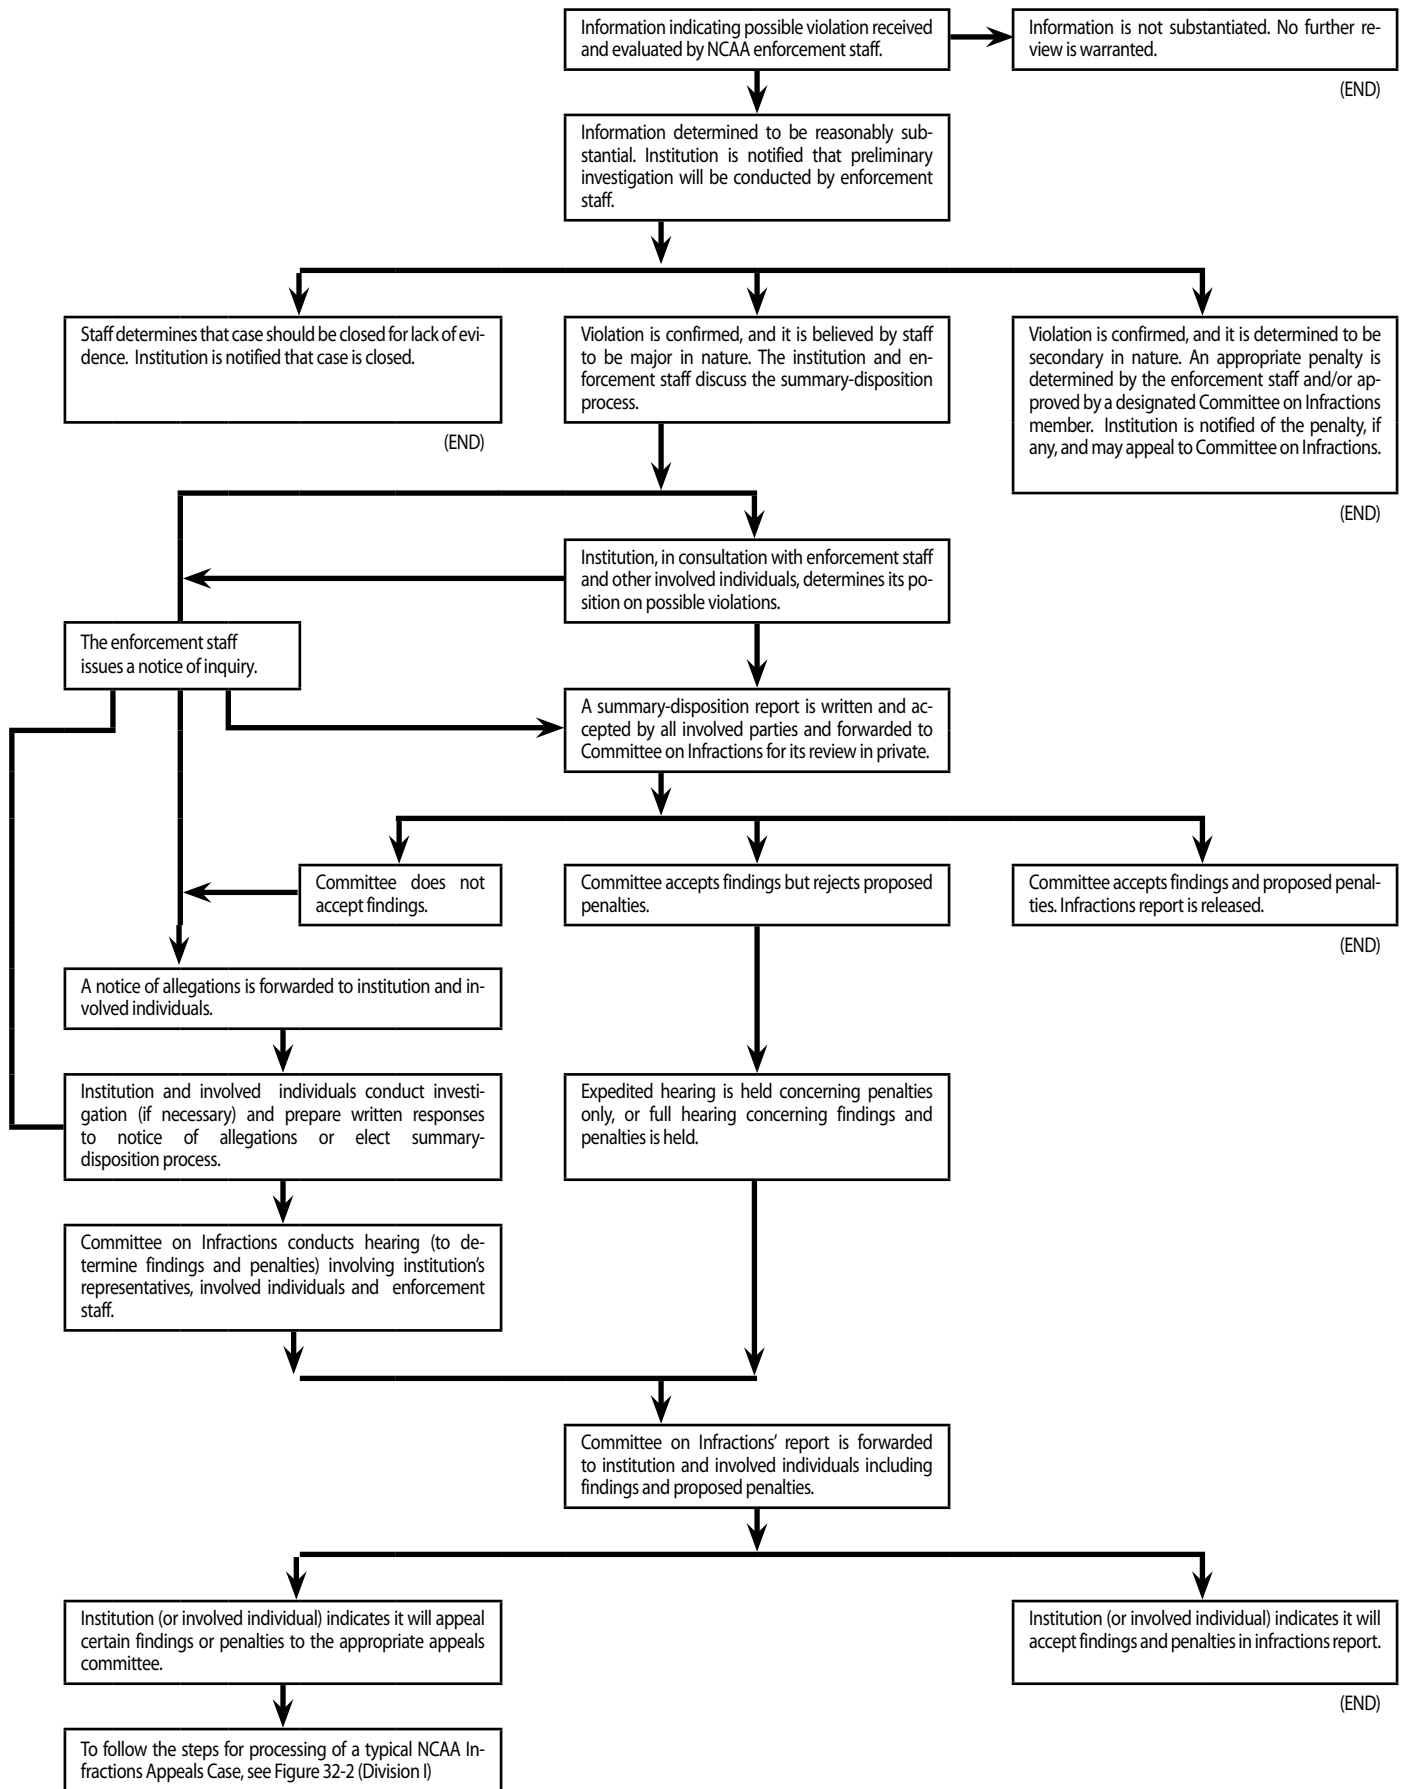 Information indicating possible violation received
and evaluated by NCAA enforcement staff.
Information is not substantiated. No further re-
view is warranted.
(END)
Information determined to be reasonably sub-
stantial. Institution is notified that preliminary
investigation will be conducted by enforcement
staff.
Staff determines that case should be closed for lack of evi-
dence. Institution is notified that case is closed.
(END)
Violation is confirmed, and it is believed by staff
to be major in nature. The institution and en-
forcement staff discuss the summary-disposition
process.
Violation is confirmed, and it is determined to be
secondary in nature. An appropriate penalty is
determined by the enforcement staff and/or ap-
proved by a designated Committee on Infractions
member. Institution is notified of the penalty, if
any, and may appeal to Committee on Infractions.
(END)
Institution, in consultation with enforcement staff
and other involved individuals, determines its po-
sition on possible violations.
The enforcement staff
issues a notice of inquiry.
A summary-disposition report is written and ac-
cepted by all involved parties and forwarded to
Committee on Infractions for its review in private.
Committee does not
accept findings.
Committee accepts findings but rejects proposed
penalties.
Committee accepts findings and proposed penal-
ties. Infractions report is released.
(END)
A notice of allegations is forwarded to institution and in-
volved individuals.
Institution and involved individuals conduct investi-
gation (if necessary) and prepare written responses
to notice of allegations or elect summary-
disposition process.
Expedited hearing is held concerning penalties
only, or full hearing concerning findings and
penalties is held.
Committee on Infractions conducts hearing (to de-
termine findings and penalties) involving institution's
representatives, involved individuals and enforcement
staff.
Committee on Infractions' report is forwarded
to institution and involved individuals including
findings and proposed penalties.
Institution (or involved individual) indicates it will appeal
certain findings or penalties to the appropriate appeals
committee.
Institution (or involved individual) indicates it will
accept findings and penalties in infractions report.
(END)
To follow the steps for processing of a typical NCAA In-
fractions Appeals Case, see Figure 32-2 (Division I)